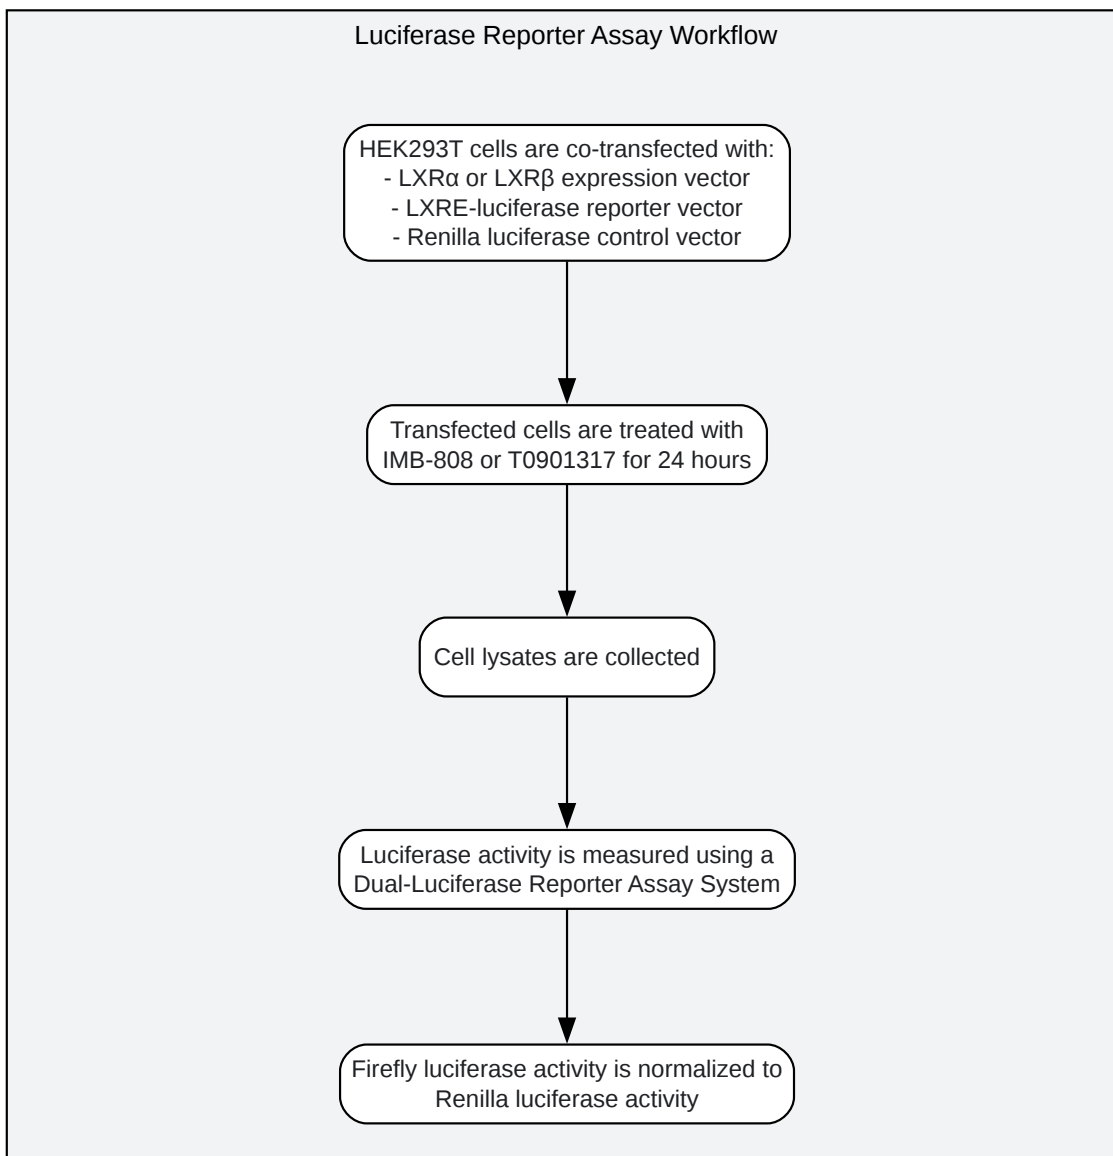 Luciferase Reporter Assay Workflow
HEK293T cells are co-transfected with:
- LXRα or LXRβ expression vector
- LXRE-luciferase reporter vector
- Renilla luciferase control vector
Transfected cells are treated with
IMB-808 or T0901317 for 24 hours
Cell lysates are collected
Luciferase activity is measured using a
Dual-Luciferase Reporter Assay System
Firefly luciferase activity is normalized to
Renilla luciferase activity